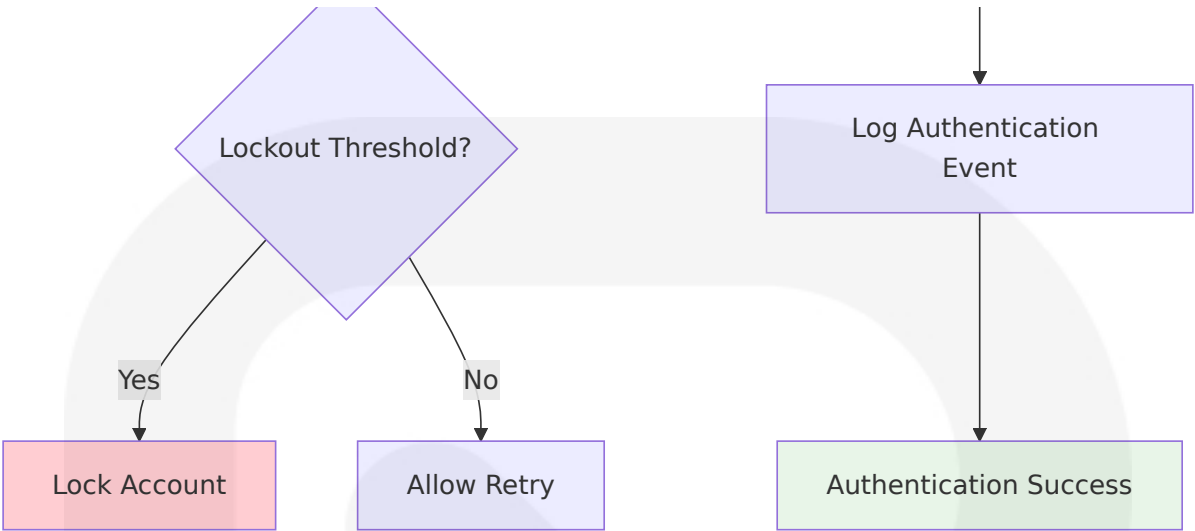 Lockout Threshold?
Log Authentication
Event
Yes
No
Lock Account
Allow Retry
Authentication Success